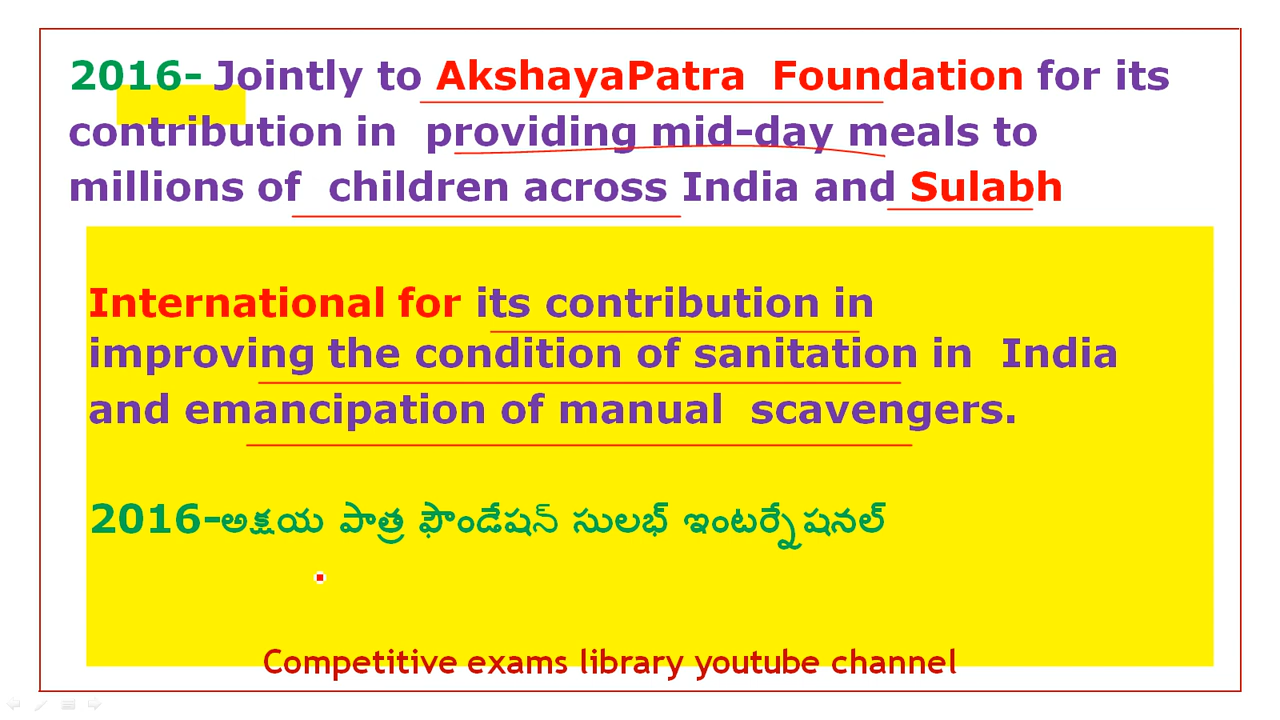 2016- Jointly to AkshayaPatra Foundation for its
contribution in providing mid-day meals to
millions of children across India and Sulabh
International for its contribution in
improving the condition of sanitation in India
and emancipation of manual scavengers.
2016-అక్షయ పాత్ర ఫౌండేషన్ సులభ్ ఇంటర్నేషనల్
Competitive exams library youtube channel